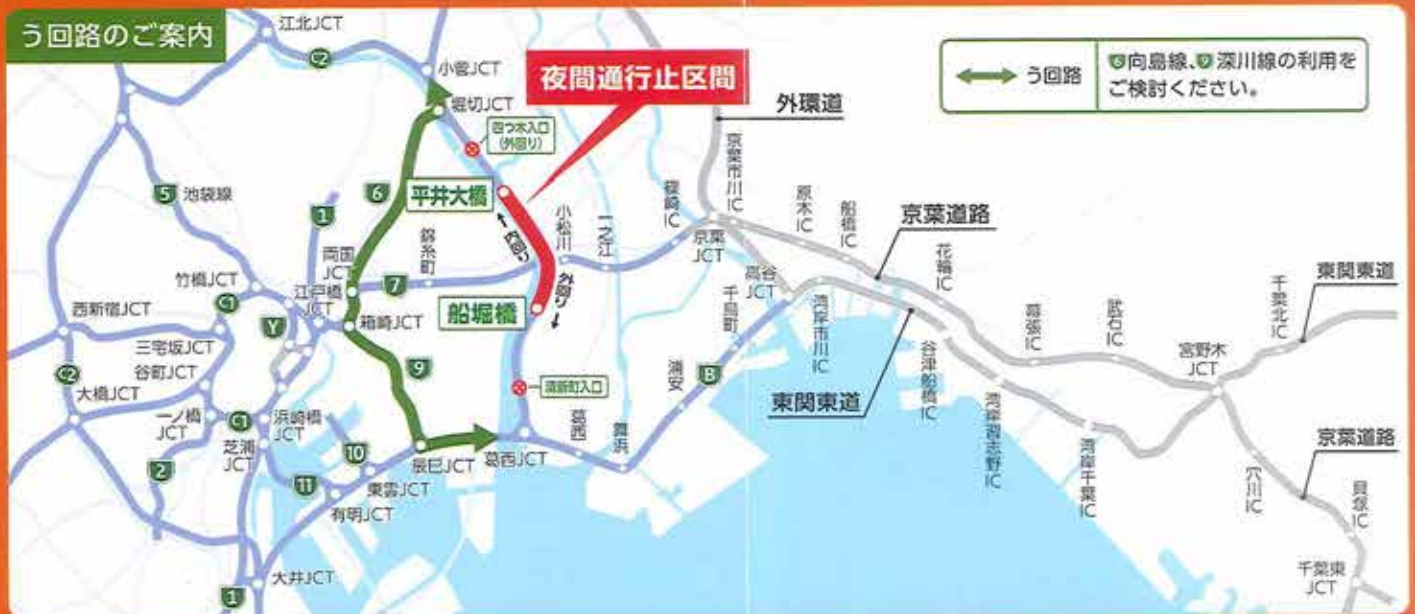 う回路のご案内
江北JCT
C2
小菅JCT
堀切JCT
夜間通行止区間
う回路
6向島線、9深川線の利用を
ご検討ください。
外環道
四つ木入口
(外回り)
5
池袋線
6
1
平井大橋
←内回り
小松川
一之江
篠崎IC
京葉市川IC
京葉JCT
原木IC
船橋IC
京葉道路
花輪IC
両国JCT
錦糸町
7
竹橋JCT
江戸橋JCT
C1
Y
箱崎JCT
船堀橋
外回り→
高谷JCT
千鳥町
湾岸市川IC
東関東道
千葉北IC
西新宿JCT
三宅坂JCT
谷町JCT
C2
大橋JCT
一ノ橋JCT
C1
浜崎橋JCT
芝浦JCT
9
清新町入口
浦安
B
東関東道
谷津船橋IC
幕張IC
武石IC
宮野木JCT
湾岸習志野IC
湾岸千葉IC
京葉道路
穴川IC
貝塚IC
千葉東JCT
2
10
11
辰巳JCT
葛西JCT
葛西
舞浜
東雲JCT
有明JCT
大井JCT
1